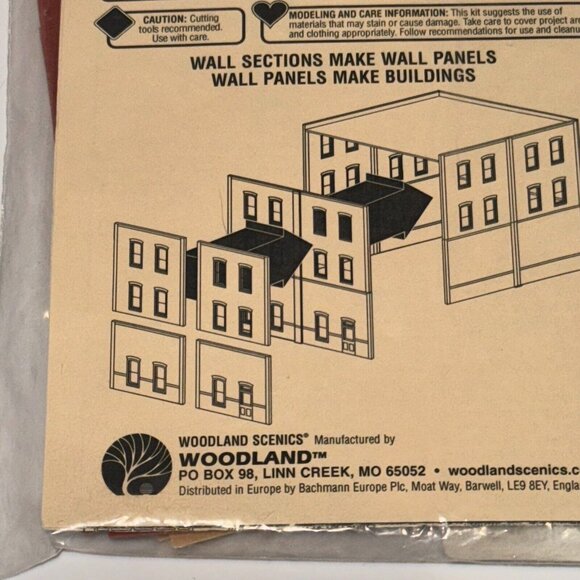 CAUTION: Cutting
tools recommended.
Use with care.
MODELING AND CARE INFORMATION: This kit suggests the use of
materials that may stain or cause damage. Take care to cover project are
and clothing appropriately. Follow recommendations for use and cleanu
WALL SECTIONS MAKE WALL PANELS
WALL PANELS MAKE BUILDINGS
WOODLAND SCENICS® Manufactured by
WOODLAND™
PO BOX 98, LINN CREEK, MO 65052 • woodlandscenics.c
Distributed in Europe by Bachmann Europe Plc, Moat Way, Barwell, LE9 8EY, Engla